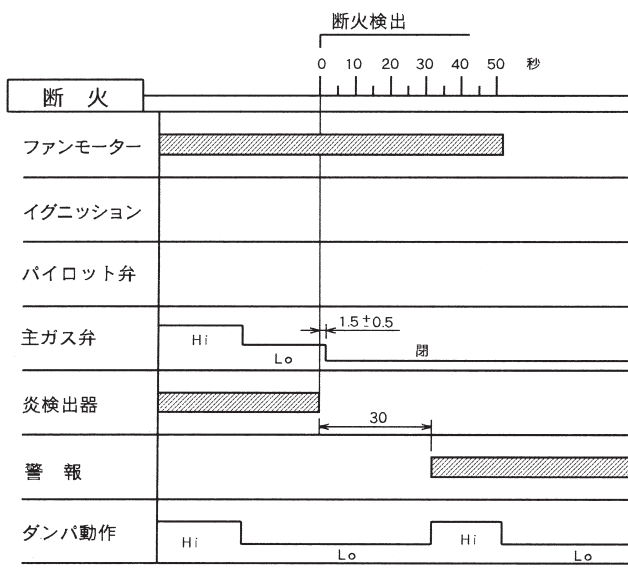 断火検出
0 10 20 30 40 50 秒
断 火
ファンモーター
イグニッション
パイロット弁
主ガス弁
Hi
Lo
1.5±0.5
閉
炎検出器
30
警 報
ダンパ動作
Hi
Lo
Hi
Lo